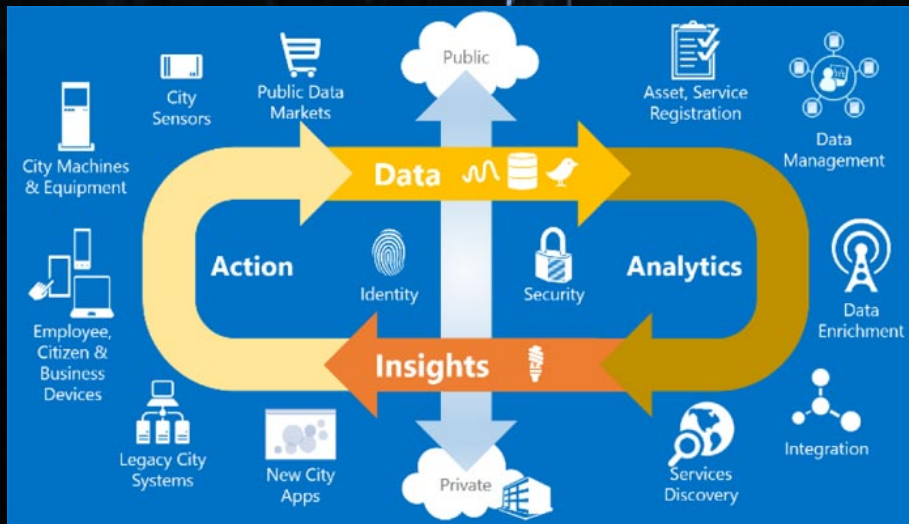 Public
City
Sensors
Public Data
Markets
Asset, Service
Registration
Data
Management
City Machines
& Equipment
Data
Action
Identity
Security
Analytics
Employee,
Citizen &
Business
Devices
Data
Enrichment
Insights
Legacy City
Systems
New City
Apps
Private
Services
Discovery
Integration